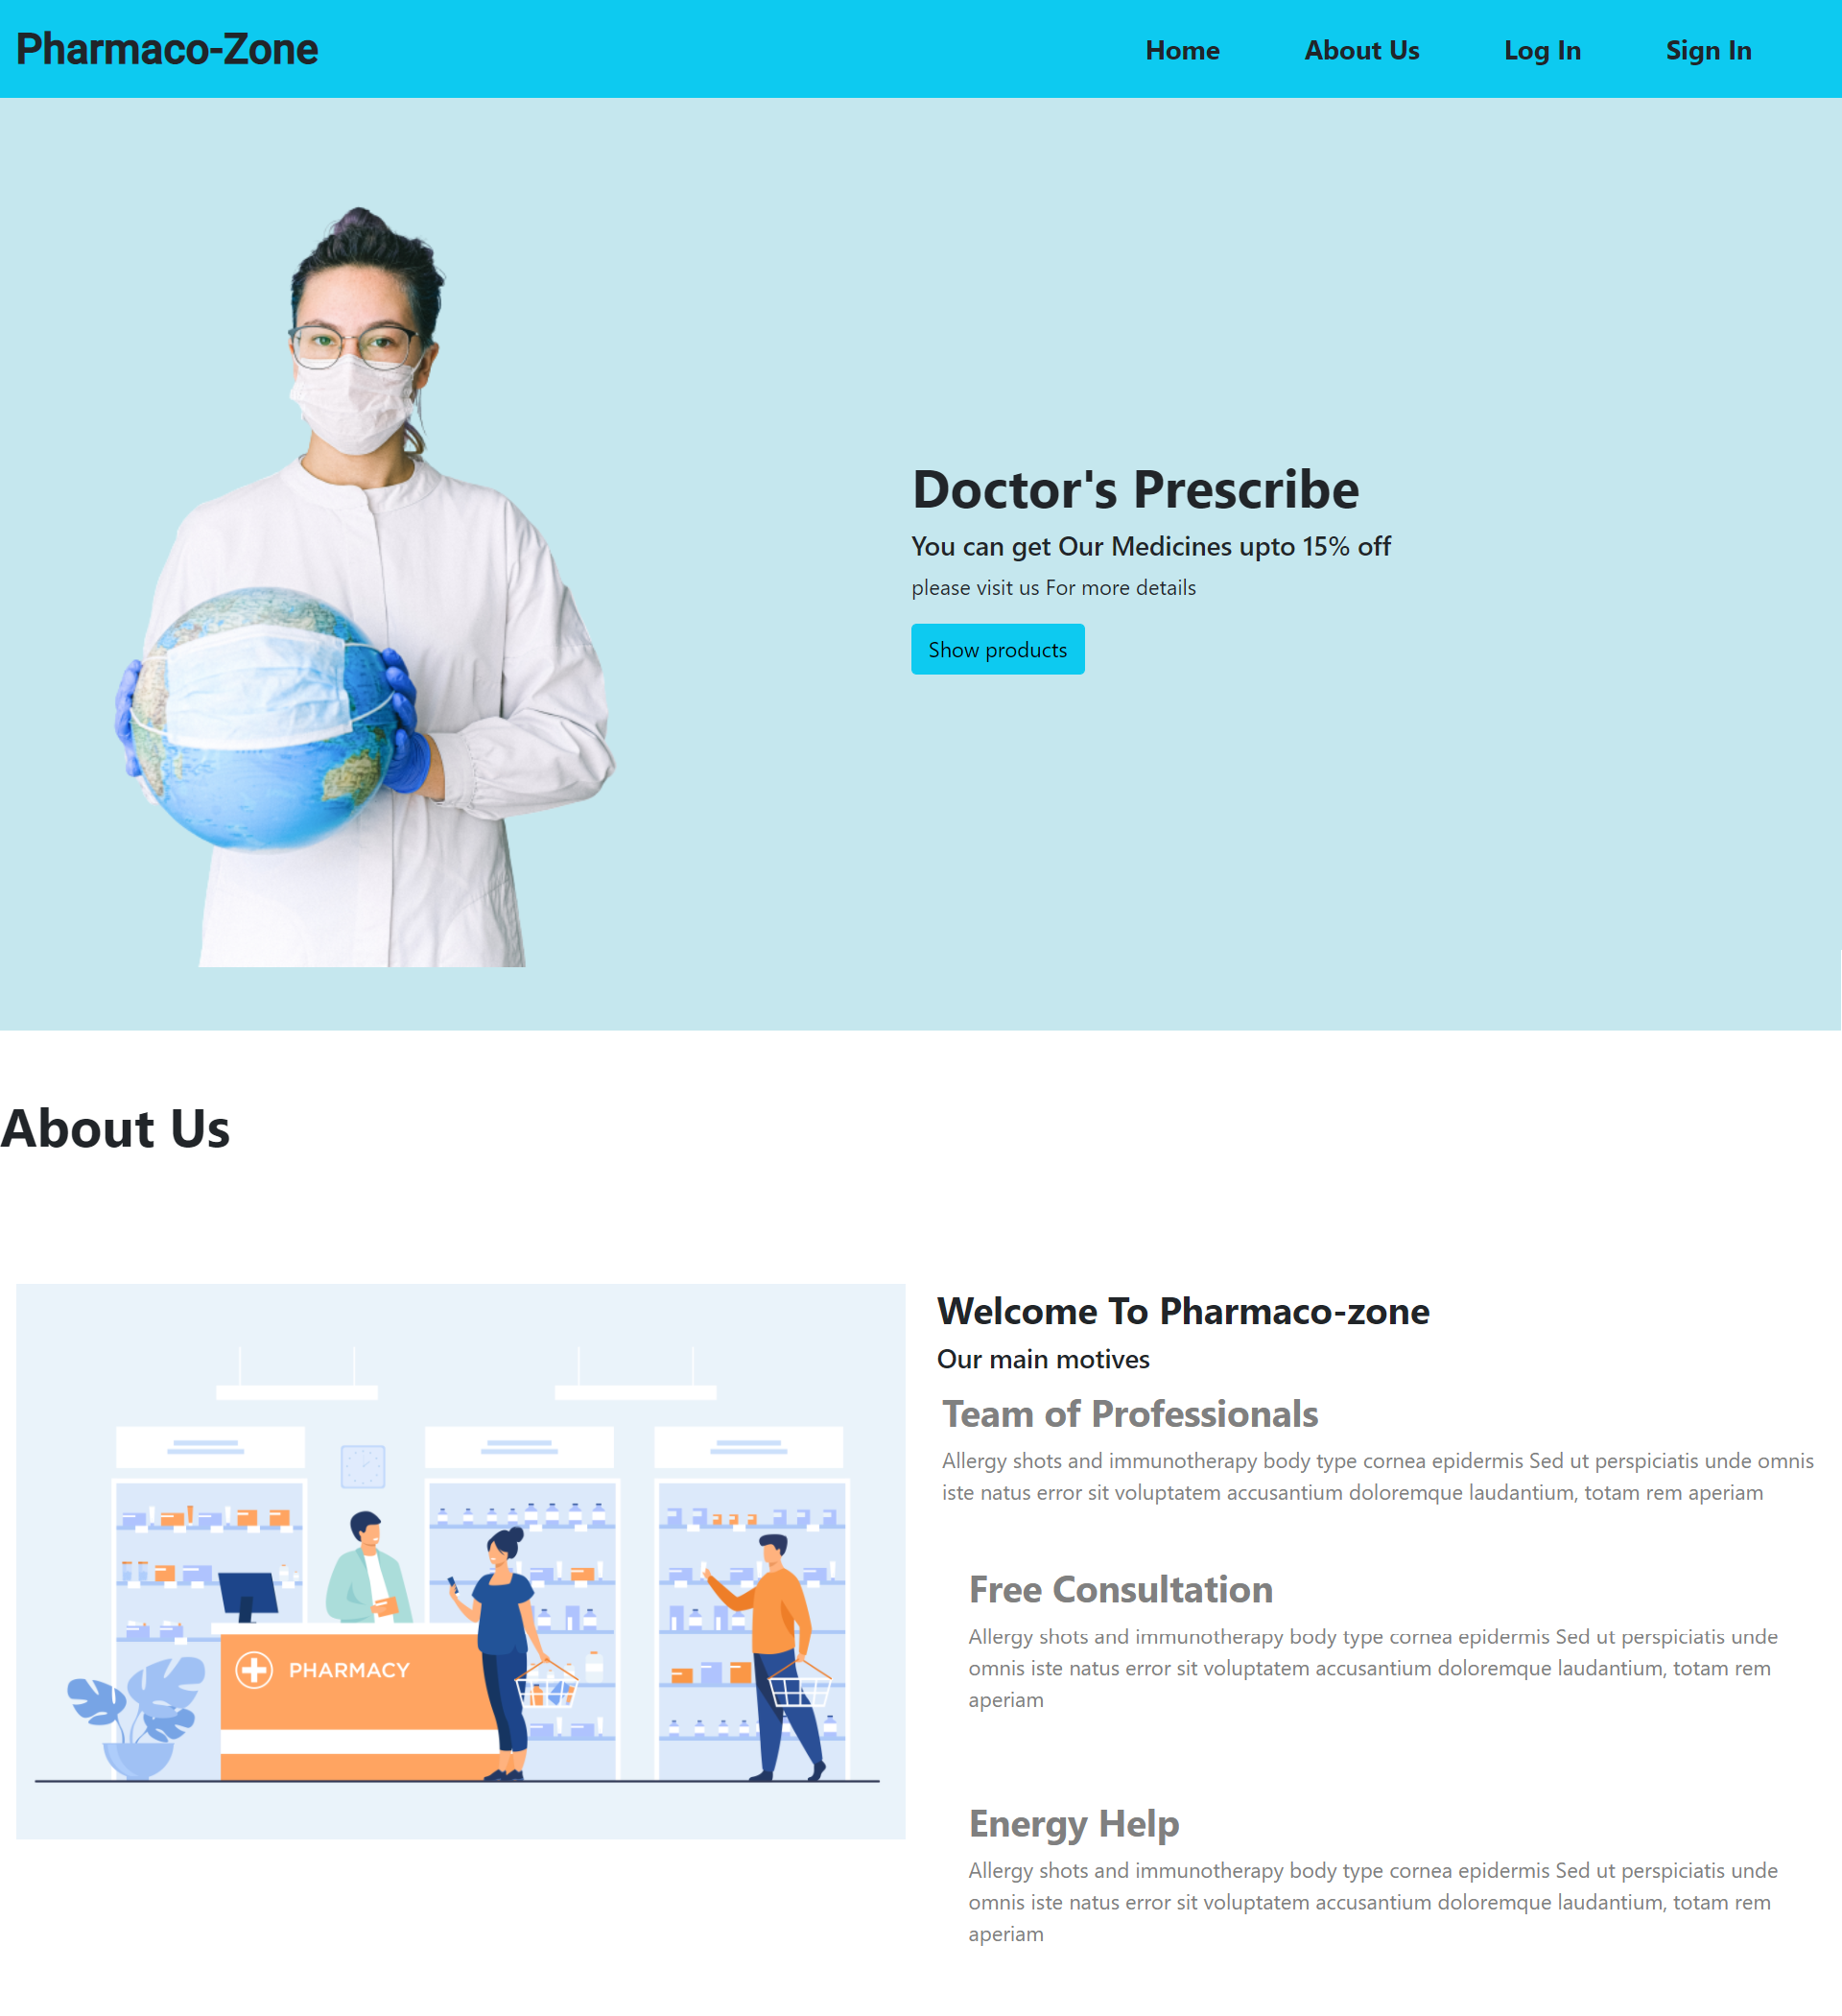 Pharmaco-Zone
Home
About Us
Log In
Sign In
Doctor's Prescribe
You can get Our Medicines upto 15% off
please visit us For more details
Show products
About Us
PHARMACY
Welcome To Pharmaco-zone
Our main motives
Team of Professionals
Allergy shots and immunotherapy body type cornea epidermis Sed ut perspiciatis unde omnis
iste natus error sit voluptatem accusantium doloremque laudantium, totam rem aperiam
Free Consultation
Allergy shots and immunotherapy body type cornea epidermis Sed ut perspiciatis unde
omnis iste natus error sit voluptatem accusantium doloremque laudantium, totam rem
aperiam
Energy Help
Allergy shots and immunotherapy body type cornea epidermis Sed ut perspiciatis unde
omnis iste natus error sit voluptatem accusantium doloremque laudantium, totam rem
aperiam